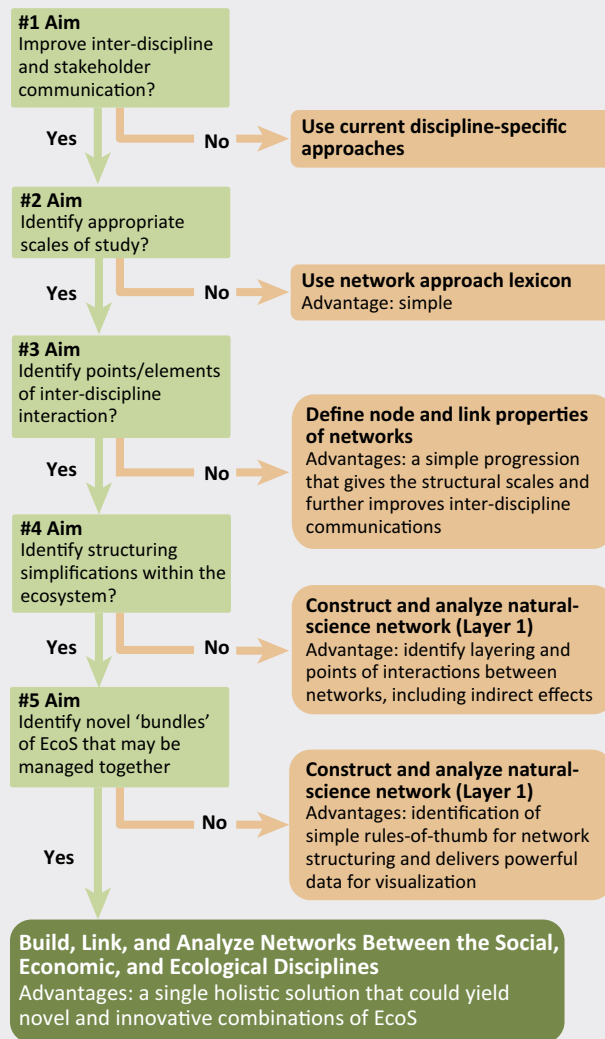 #1 Aim
Improve inter-discipline
and stakeholder
communication?
Yes
No
Use current discipline-specific
approaches
#2 Aim
Identify appropriate
scales of study?
Yes
No
Use network approach lexicon
Advantage: simple
#3 Aim
Identify points/elements
of inter-discipline
interaction?
Yes
No
Define node and link properties
of networks
Advantages: a simple progression
that gives the structural scales and
further improves inter-discipline
communications
#4 Aim
Identify structuring
simplifications within the
ecosystem?
Yes
No
Construct and analyze natural-
science network (Layer 1)
Advantage: identify layering and
points of interactions between
networks, including indirect effects
#5 Aim
Identify novel ‘bundles’
of EcoS that may be
managed together
Yes
No
Construct and analyze natural-
science network (Layer 1)
Advantages: identification of
simple rules-of-thumb for network
structuring and delivers powerful
data for visualization
Build, Link, and Analyze Networks Between the Social,
Economic, and Ecological Disciplines
Advantages: a single holistic solution that could yield
novel and innovative combinations of EcoS